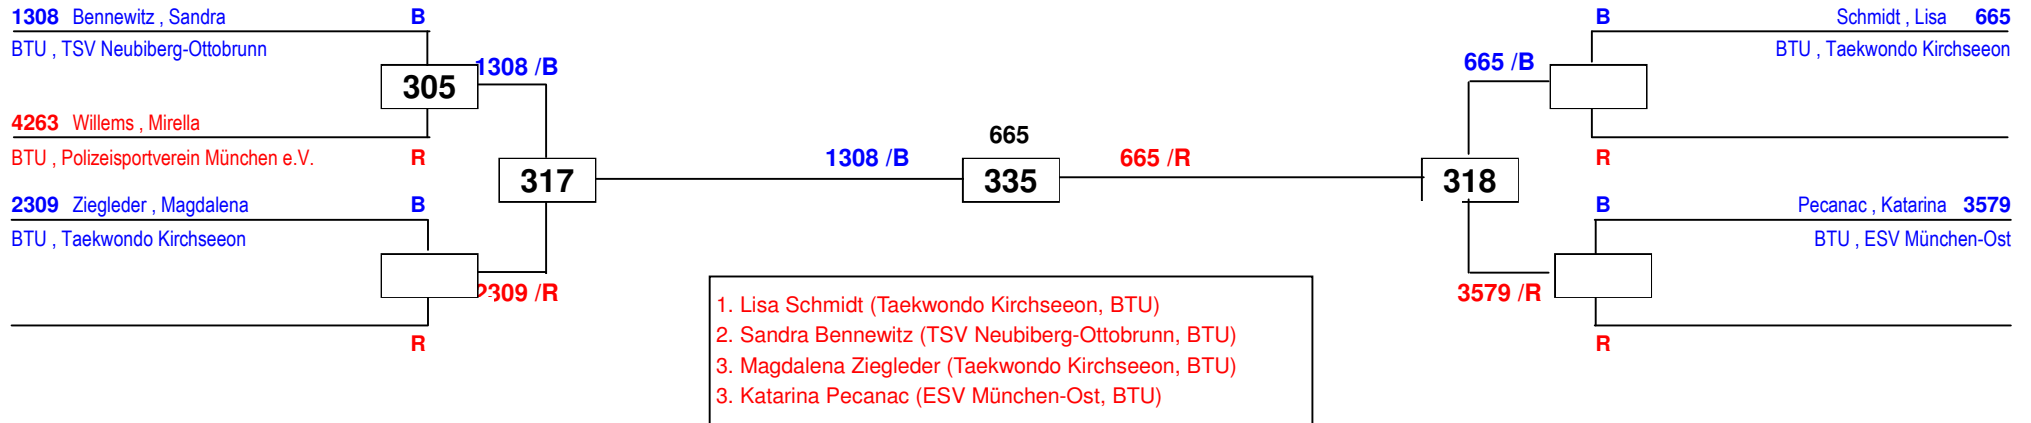 1308 Bennewitz , Sandra B
BTU , TSV Neubiberg-Ottobrunn
1308 /B
305
4263 Willems , Mirella
BTU , Polizeisportverein München e.V. R
317
2309 Ziegleder , Magdalena B
BTU , Taekwondo Kirchseeon
2309 /R
R
1308 /B
665
335
665 /R
B Schmidt , Lisa 665
BTU , Taekwondo Kirchseeon
665 /B
R
318
B Pecanac , Katarina 3579
BTU , ESV München-Ost
3579 /R
R
1. Lisa Schmidt (Taekwondo Kirchseeon, BTU)
2. Sandra Bennewitz (TSV Neubiberg-Ottobrunn, BTU)
3. Magdalena Ziegleder (Taekwondo Kirchseeon, BTU)
3. Katarina Pecanac (ESV München-Ost, BTU)